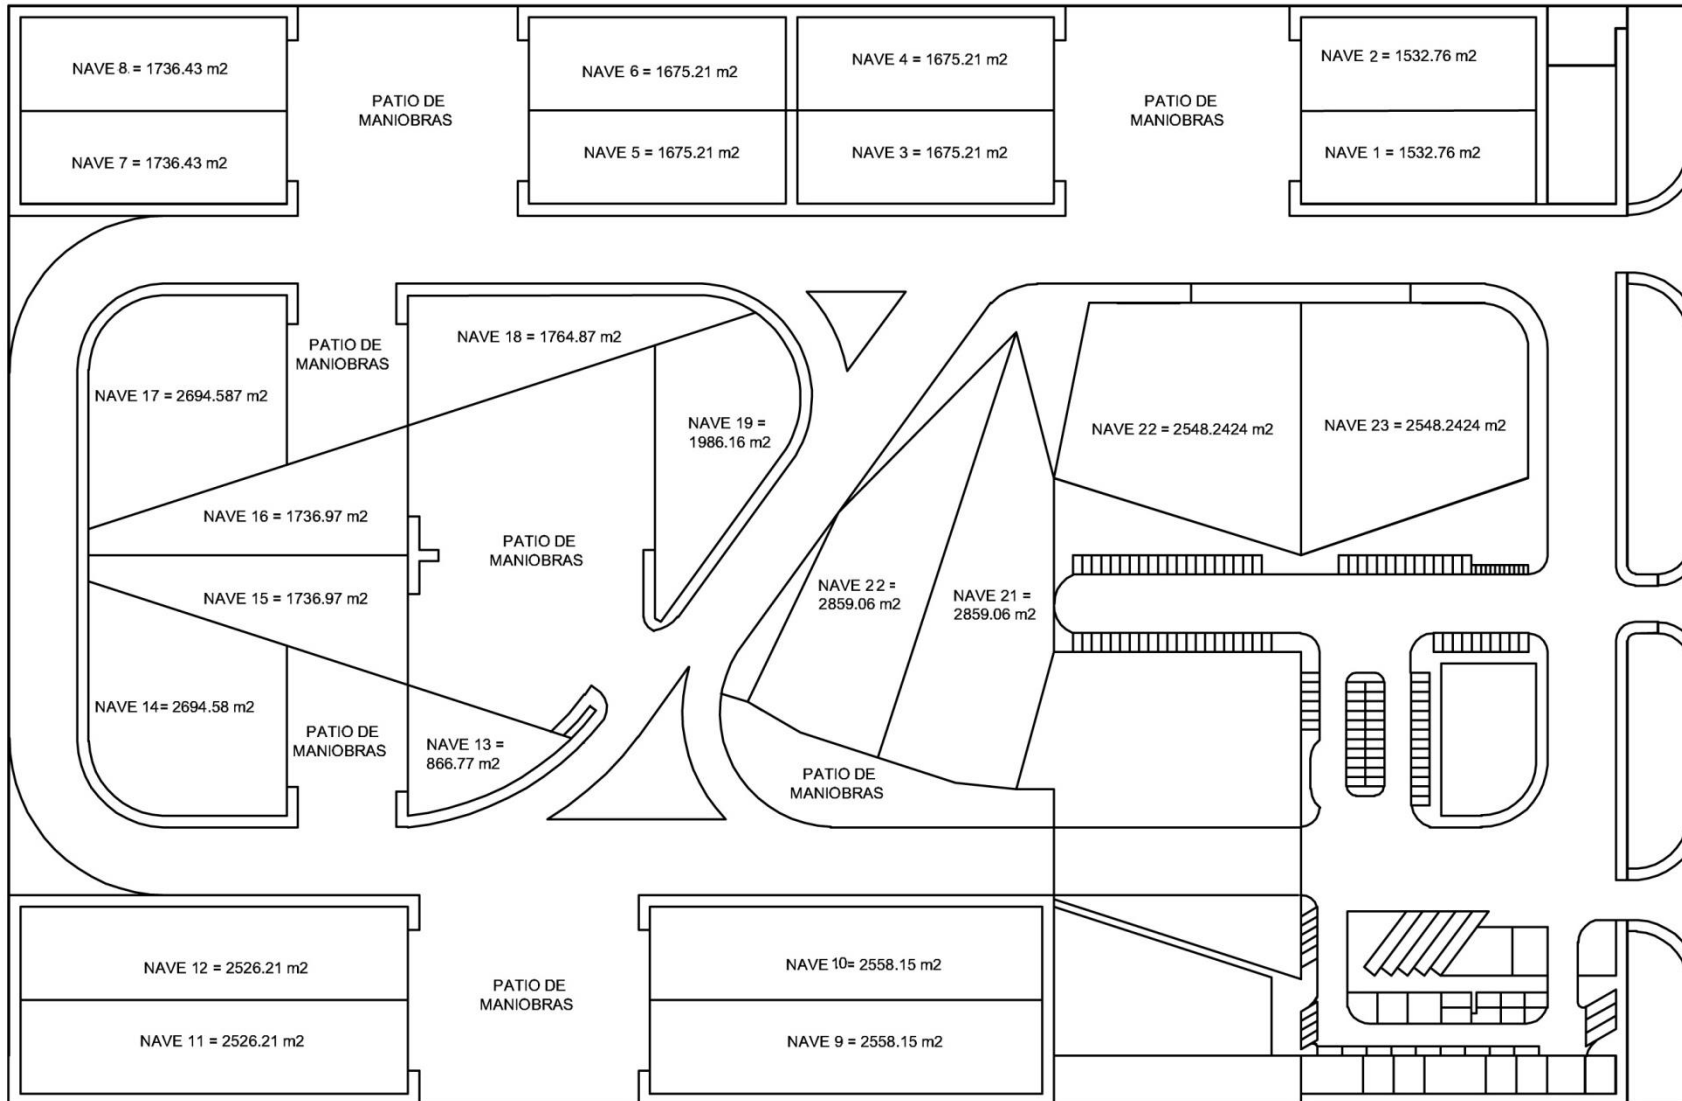 NAVE 8.= 1736.43 m2
NAVE 7 = 1736.43 m2
PATIO DE
MANIOBRAS
NAVE 6 = 1675.21 m2
NAVE 5 = 1675.21 m2
NAVE 4 = 1675.21 m2
NAVE 3 = 1675.21 m2
PATIO DE
MANIOBRAS
NAVE 2 = 1532.76 m2
NAVE 1 = 1532.76 m2
NAVE 17 = 2694.587 m2
PATIO DE
MANIOBRAS
NAVE 18 = 1764.87 m2
NAVE 19 =
1986.16 m2
NAVE 22 = 2548.2424 m2
NAVE 23 = 2548.2424 m2
NAVE 16 = 1736.97 m2
NAVE 15 = 1736.97 m2
PATIO DE
MANIOBRAS
NAVE 22 =
2859.06 m2
NAVE 21 =
2859.06 m2
NAVE 14= 2694.58 m2
PATIO DE
MANIOBRAS
NAVE 13 =
866.77 m2
PATIO DE
MANIOBRAS
NAVE 12 = 2526.21 m2
NAVE 11 = 2526.21 m2
PATIO DE
MANIOBRAS
NAVE 10= 2558.15 m2
NAVE 9 = 2558.15 m2